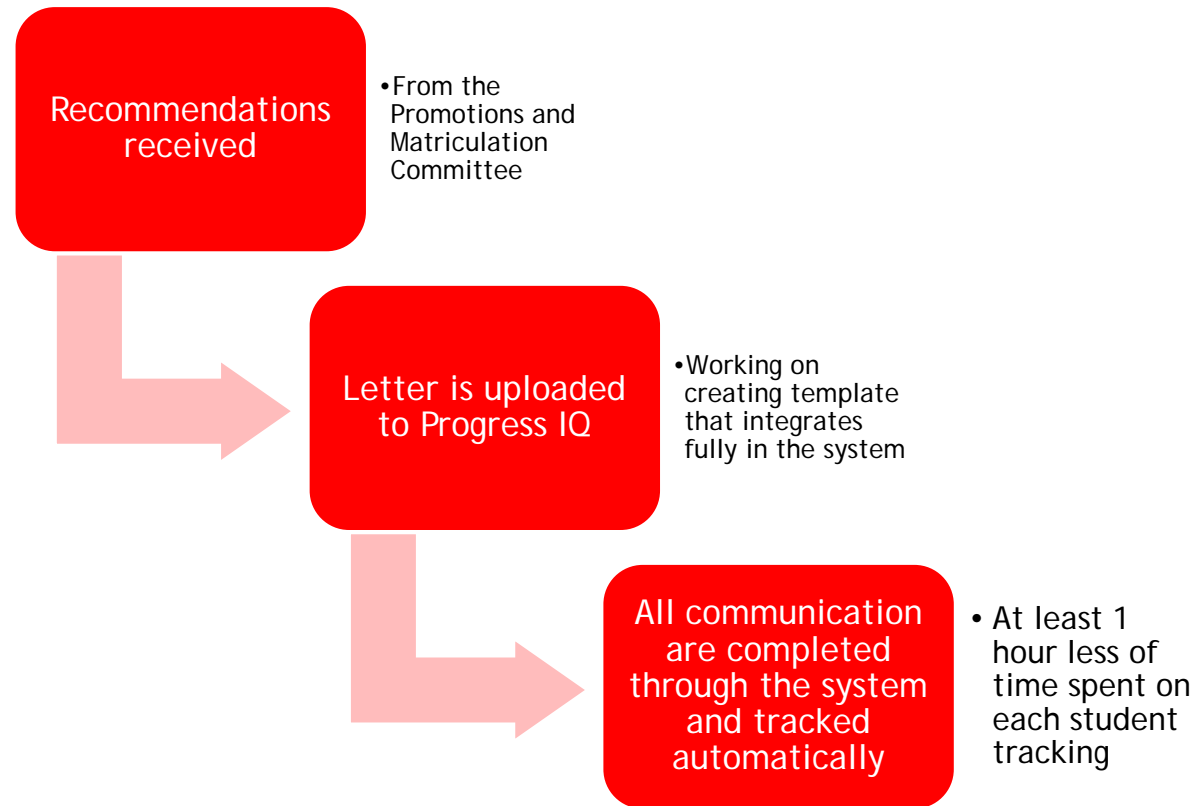 Recommendations
received
•From the
Promotions and
Matriculation
Committee
Letter is uploaded
to Progress IQ
•Working on
creating template
that integrates
fully in the system
All communication
are completed
through the system
and tracked
automatically
• At least 1
hour less of
time spent on
each student
tracking